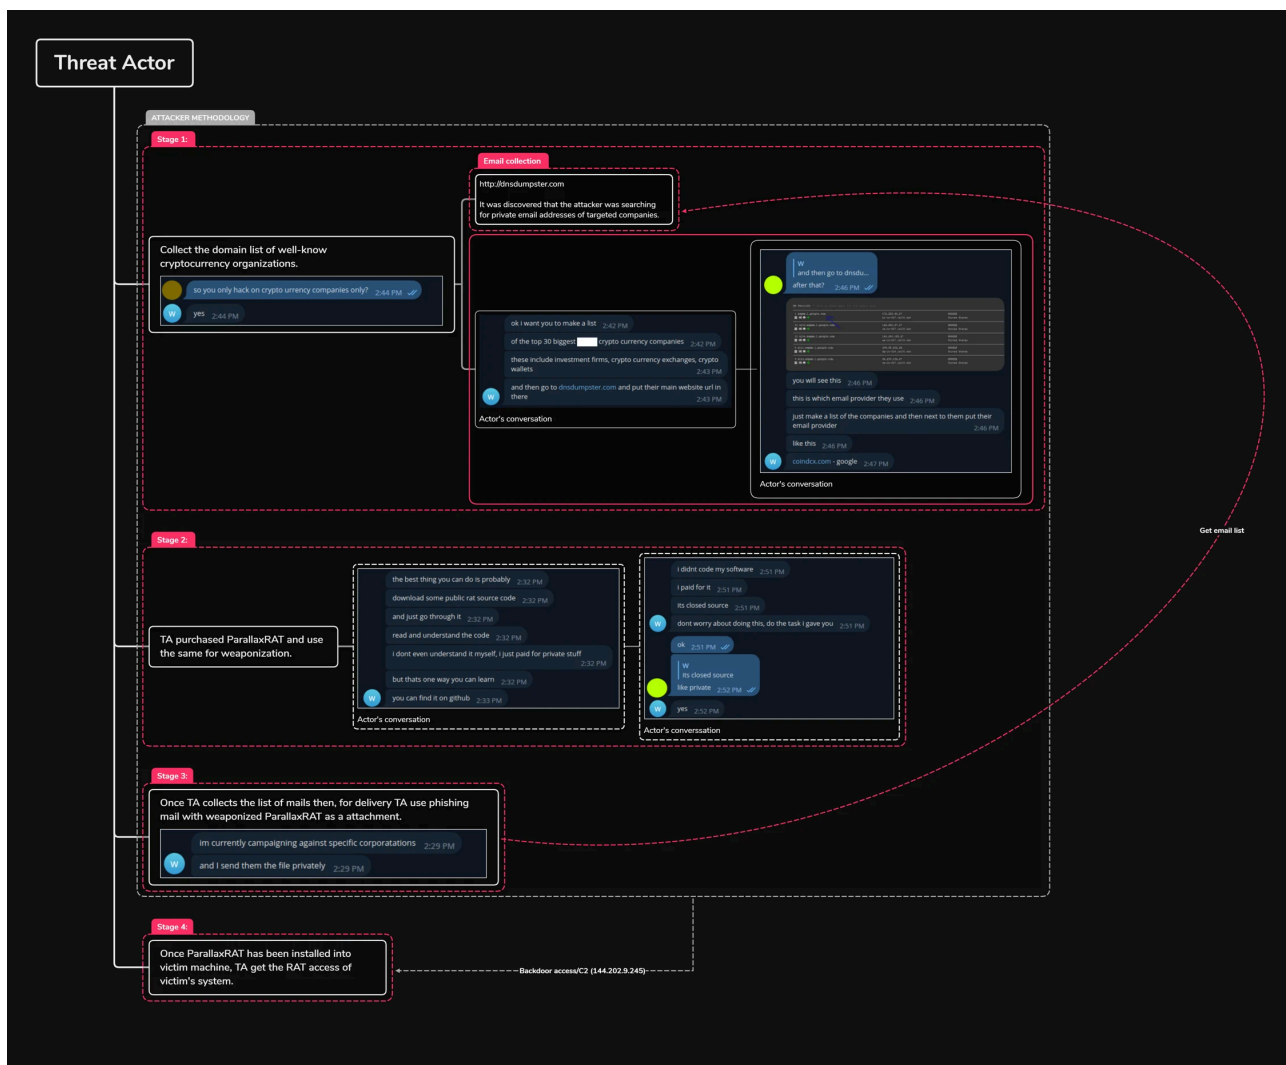 Threat Actor
ATTACKER METHODOLOGY
Stage 1:
Email collection
http://dnsdumpster.com
It was discovered that the attacker was searching
for private email addresses of targeted companies.
Collect the domain list of well-know
cryptocurrency organizations.
so you only hack on crypto urrency companies only? 2:44 PM
W
yes 2:44 PM
ok i want you to make a list 2:42 PM
of the top 30 biggest crypto currency companies 2:42 PM
these include investment firms, crypto currency exchanges, crypto
wallets
2:43 PM
and then go to dnsdumpster.com and put their main website url in
there
2:43 PM
W
Actor's conversation
W
and then go to dnsdu...
after that? 2:46 PM
you will see this 2:46 PM
this is which email provider they use 2:46 PM
just make a list of the companies and then next to them put their
email provider
2:46 PM
like this 2:46 PM
W
coindcx.com - google 2:47 PM
Actor's conversation
Get email list
Stage 2:
TA purchased ParallaxRAT and use
the same for weaponization.
the best thing you can do is probably 2:32 PM
download some public rat source code 2:32 PM
and just go through it 2:32 PM
read and understand the code 2:32 PM
i dont even understand it myself, i just paid for private stuff
2:32 PM
but thats one way you can learn 2:32 PM
W
you can find it on github 2:33 PM
Actor's conversation
i didnt code my software 2:51 PM
i paid for it 2:51 PM
its closed source 2:51 PM
W
dont worry about doing this, do the task i gave you 2:51 PM
ok 2:51 PM
W
its closed source
like private 2:52 PM
W
yes 2:52 PM
Actor's converssation
Stage 3:
Once TA collects the list of mails then, for delivery TA use phishing
mail with weaponized ParallaxRAT as a attachment.
im currently campaigning against specific corporatations 2:29 PM
W
and I send them the file privately 2:29 PM
Stage 4:
Once ParallaxRAT has been installed into
victim machine, TA get the RAT access of
victim's system.
Backdoor access/C2 (144.202.9.245)